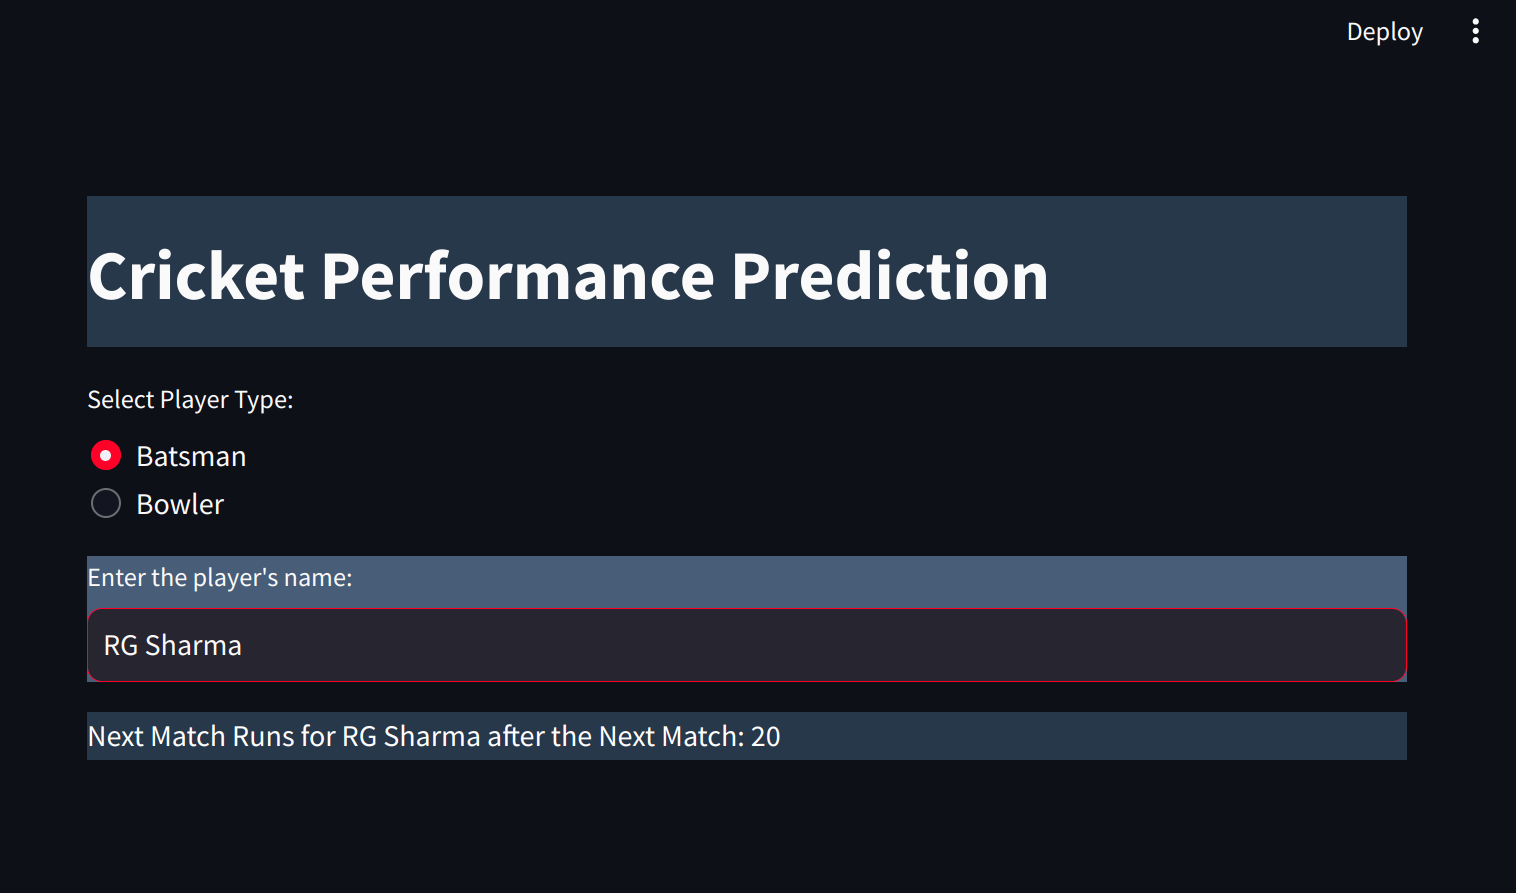 Deploy
Cricket Performance Prediction
Select Player Type:
Batsman
Bowler
Enter the player's name:
RG Sharma
Next Match Runs for RG Sharma after the Next Match: 20